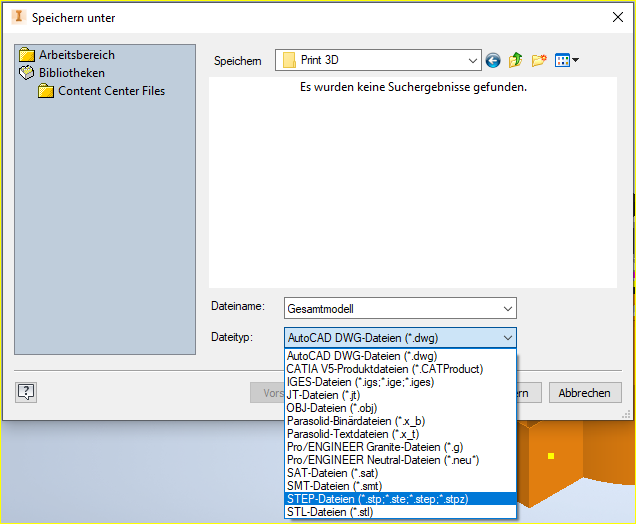 Speichern unter
Arbeitsbereich
Bibliotheken
Content Center Files
Speichern
Print 3D
Es wurden keine Suchergebnisse gefunden.
Dateiname:
Gesamtmodell
Dateityp:
AutoCAD DWG-Dateien (*.dwg)
AutoCAD DWG-Dateien (*.dwg)
CATIA V5-Produktdateien (*.CATProduct)
IGES-Dateien (*.igs;*.ige;*.iges)
JT-Dateien (*.jt)
OBJ-Dateien (*.obj)
Parasolid-Binärdateien (*.x_b)
Parasolid-Textdateien (*.x_t)
Pro/ENGINEER Granite-Dateien (*.g)
Pro/ENGINEER Neutral-Dateien (*.neu*)
SAT-Dateien (*.sat)
SMT-Dateien (*.smt)
STEP-Dateien (*.stp;*.ste;*.step;*.stpz)
STL-Dateien (*.stl)
Vors
ern
Abbrechen